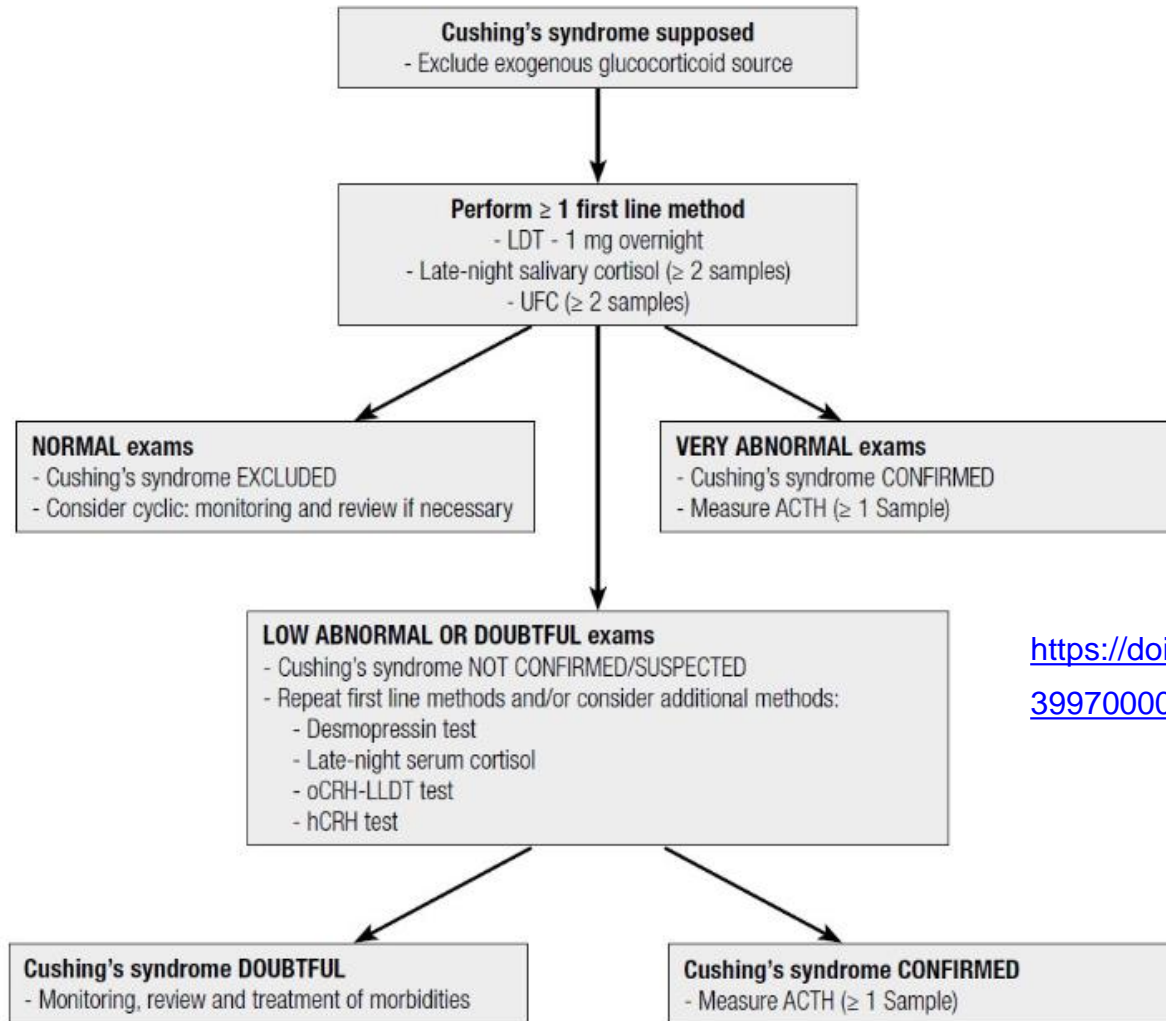 Cushing's syndrome supposed
- Exclude exogenous glucocorticoid source
Perform ≥ 1 first line method
- LDT - 1 mg overnight
- Late-night salivary cortisol (≥ 2 samples)
- UFC (≥ 2 samples)
NORMAL exams
- Cushing's syndrome EXCLUDED
- Consider cyclic: monitoring and review if necessary
VERY ABNORMAL exams
- Cushing's syndrome CONFIRMED
- Measure ACTH (≥ 1 Sample)
LOW ABNORMAL OR DOUBTFUL exams
- Cushing's syndrome NOT CONFIRMED/SUSPECTED
- Repeat first line methods and/or consider additional methods:
- Desmopressin test
- Late-night serum cortisol
- oCRH-LLDT test
- hCRH test
https://doi
39970000
Cushing's syndrome DOUBTFUL
- Monitoring, review and treatment of morbidities
Cushing's syndrome CONFIRMED
- Measure ACTH (≥ 1 Sample)